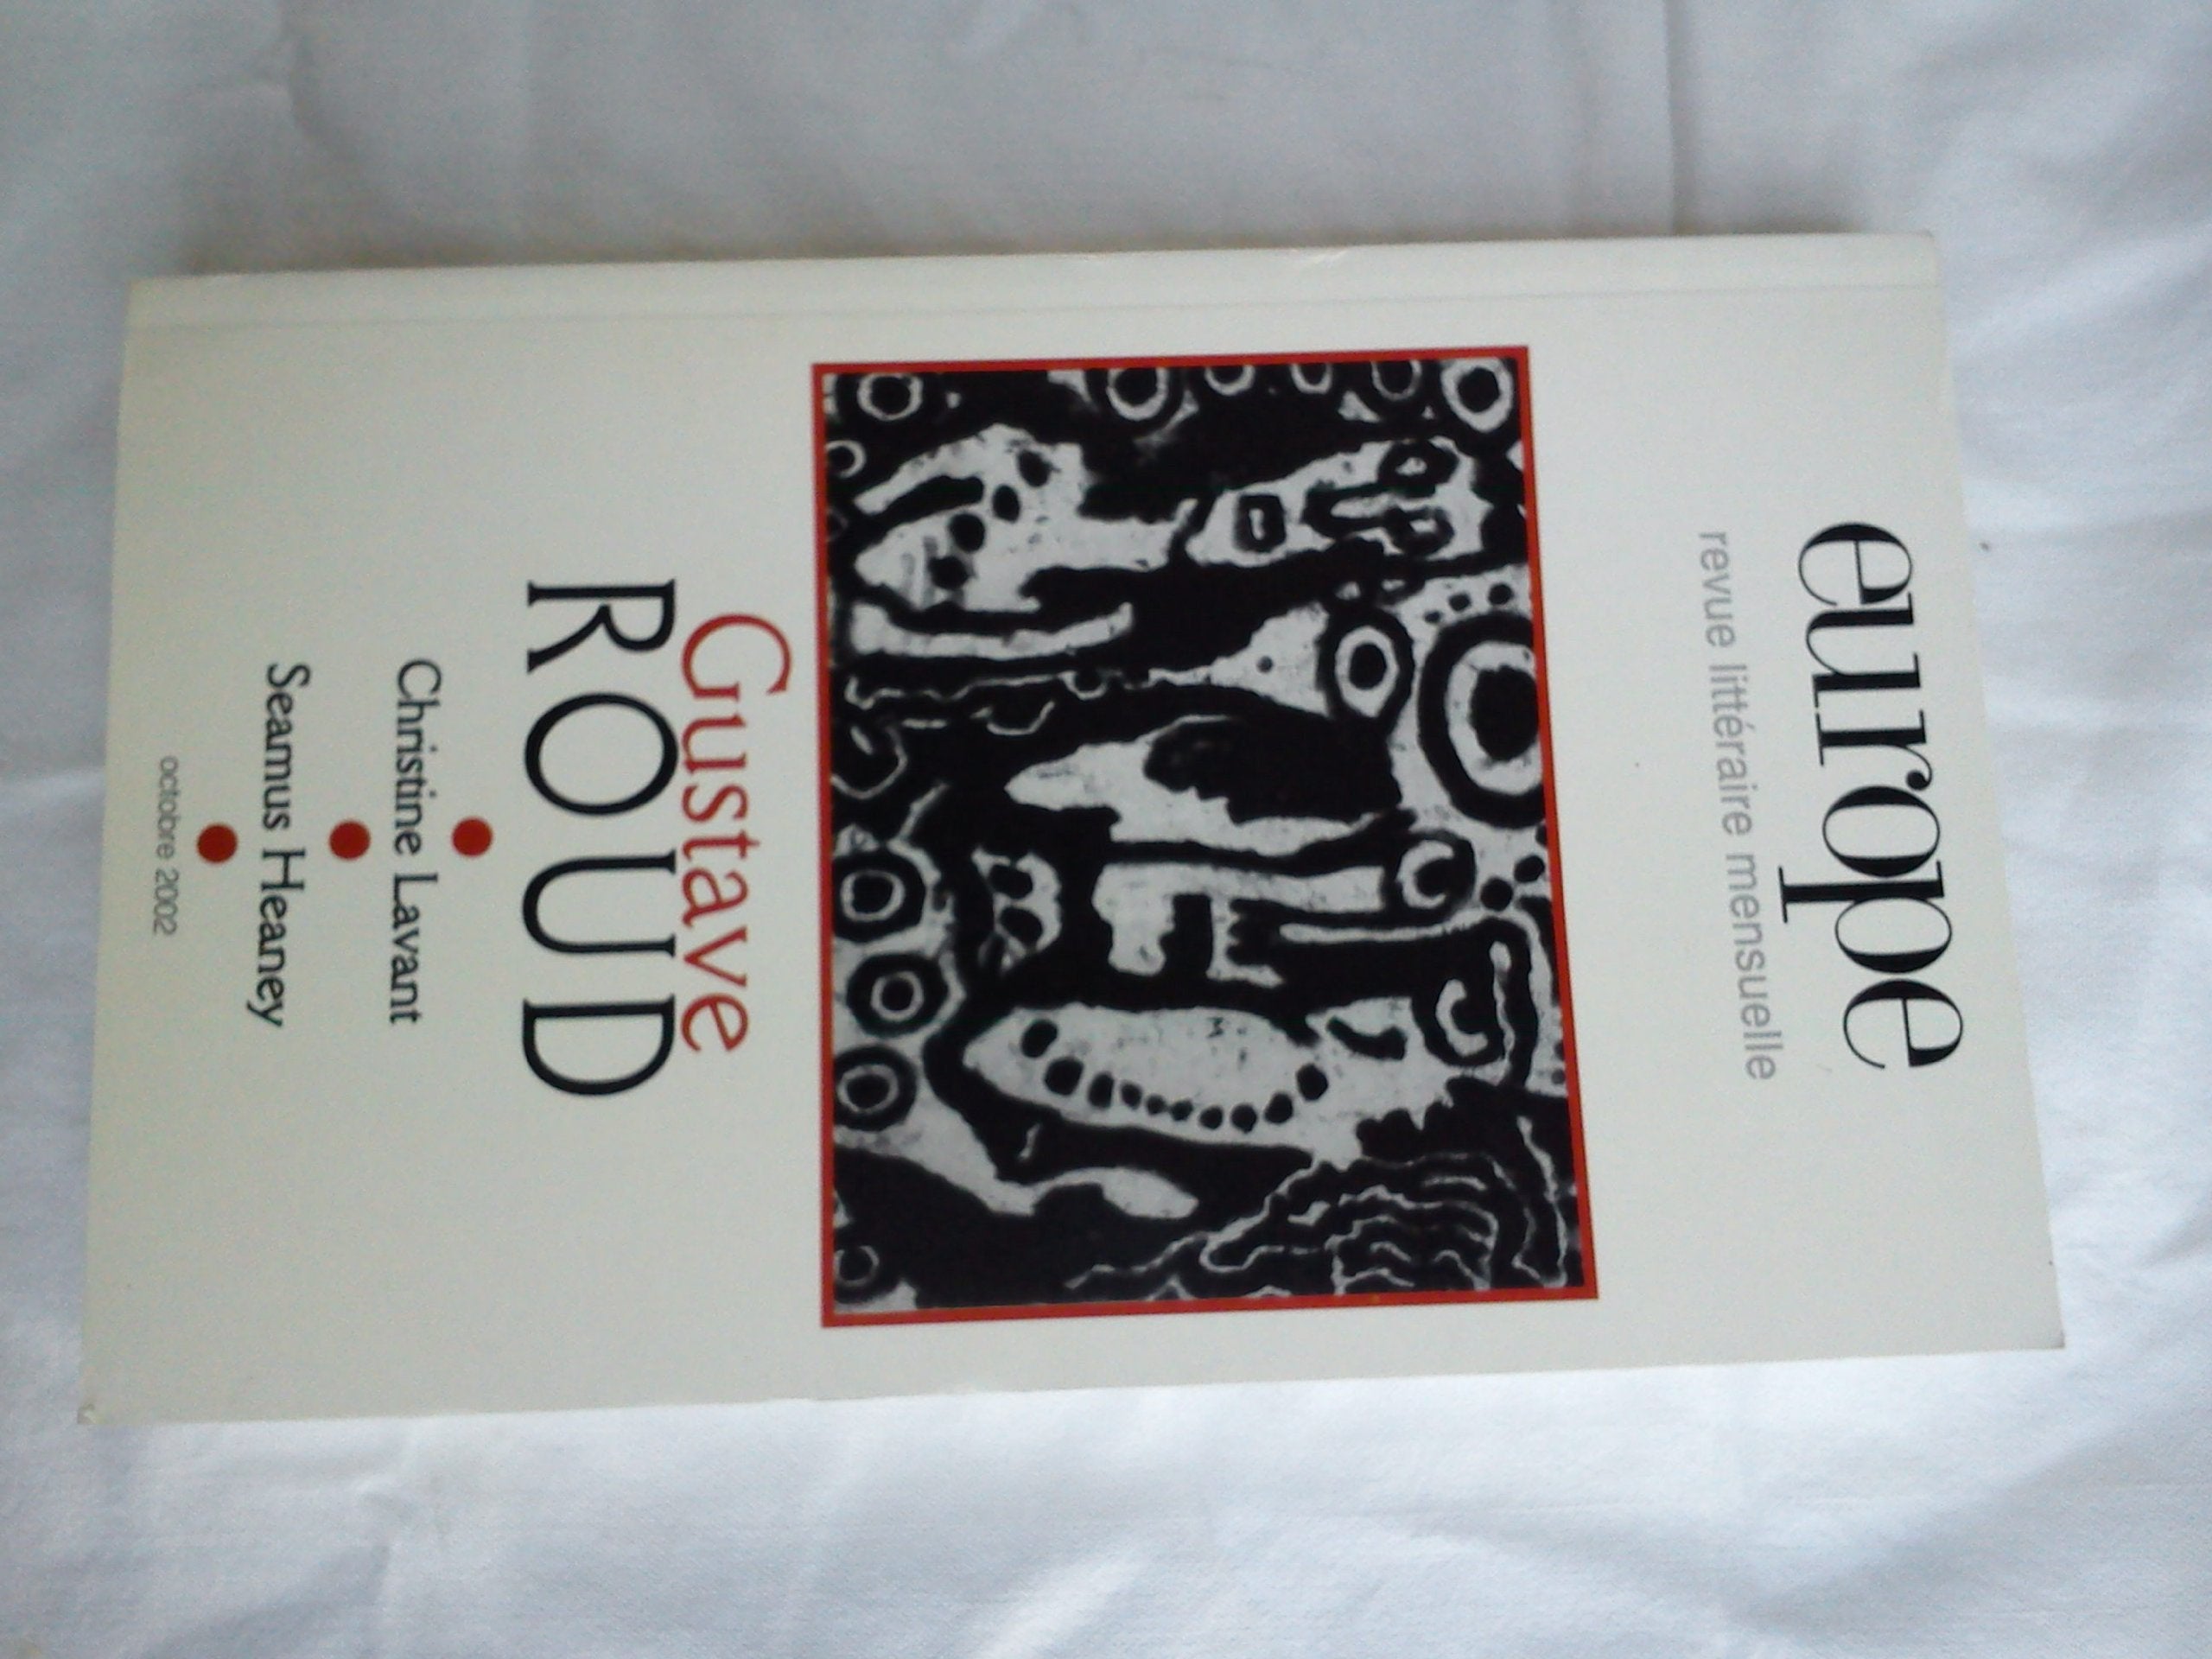 europe
revue littéraire mensuelle
Gustave
ROUD
Christine Lavant
Seamus Heaney
octobre 2002